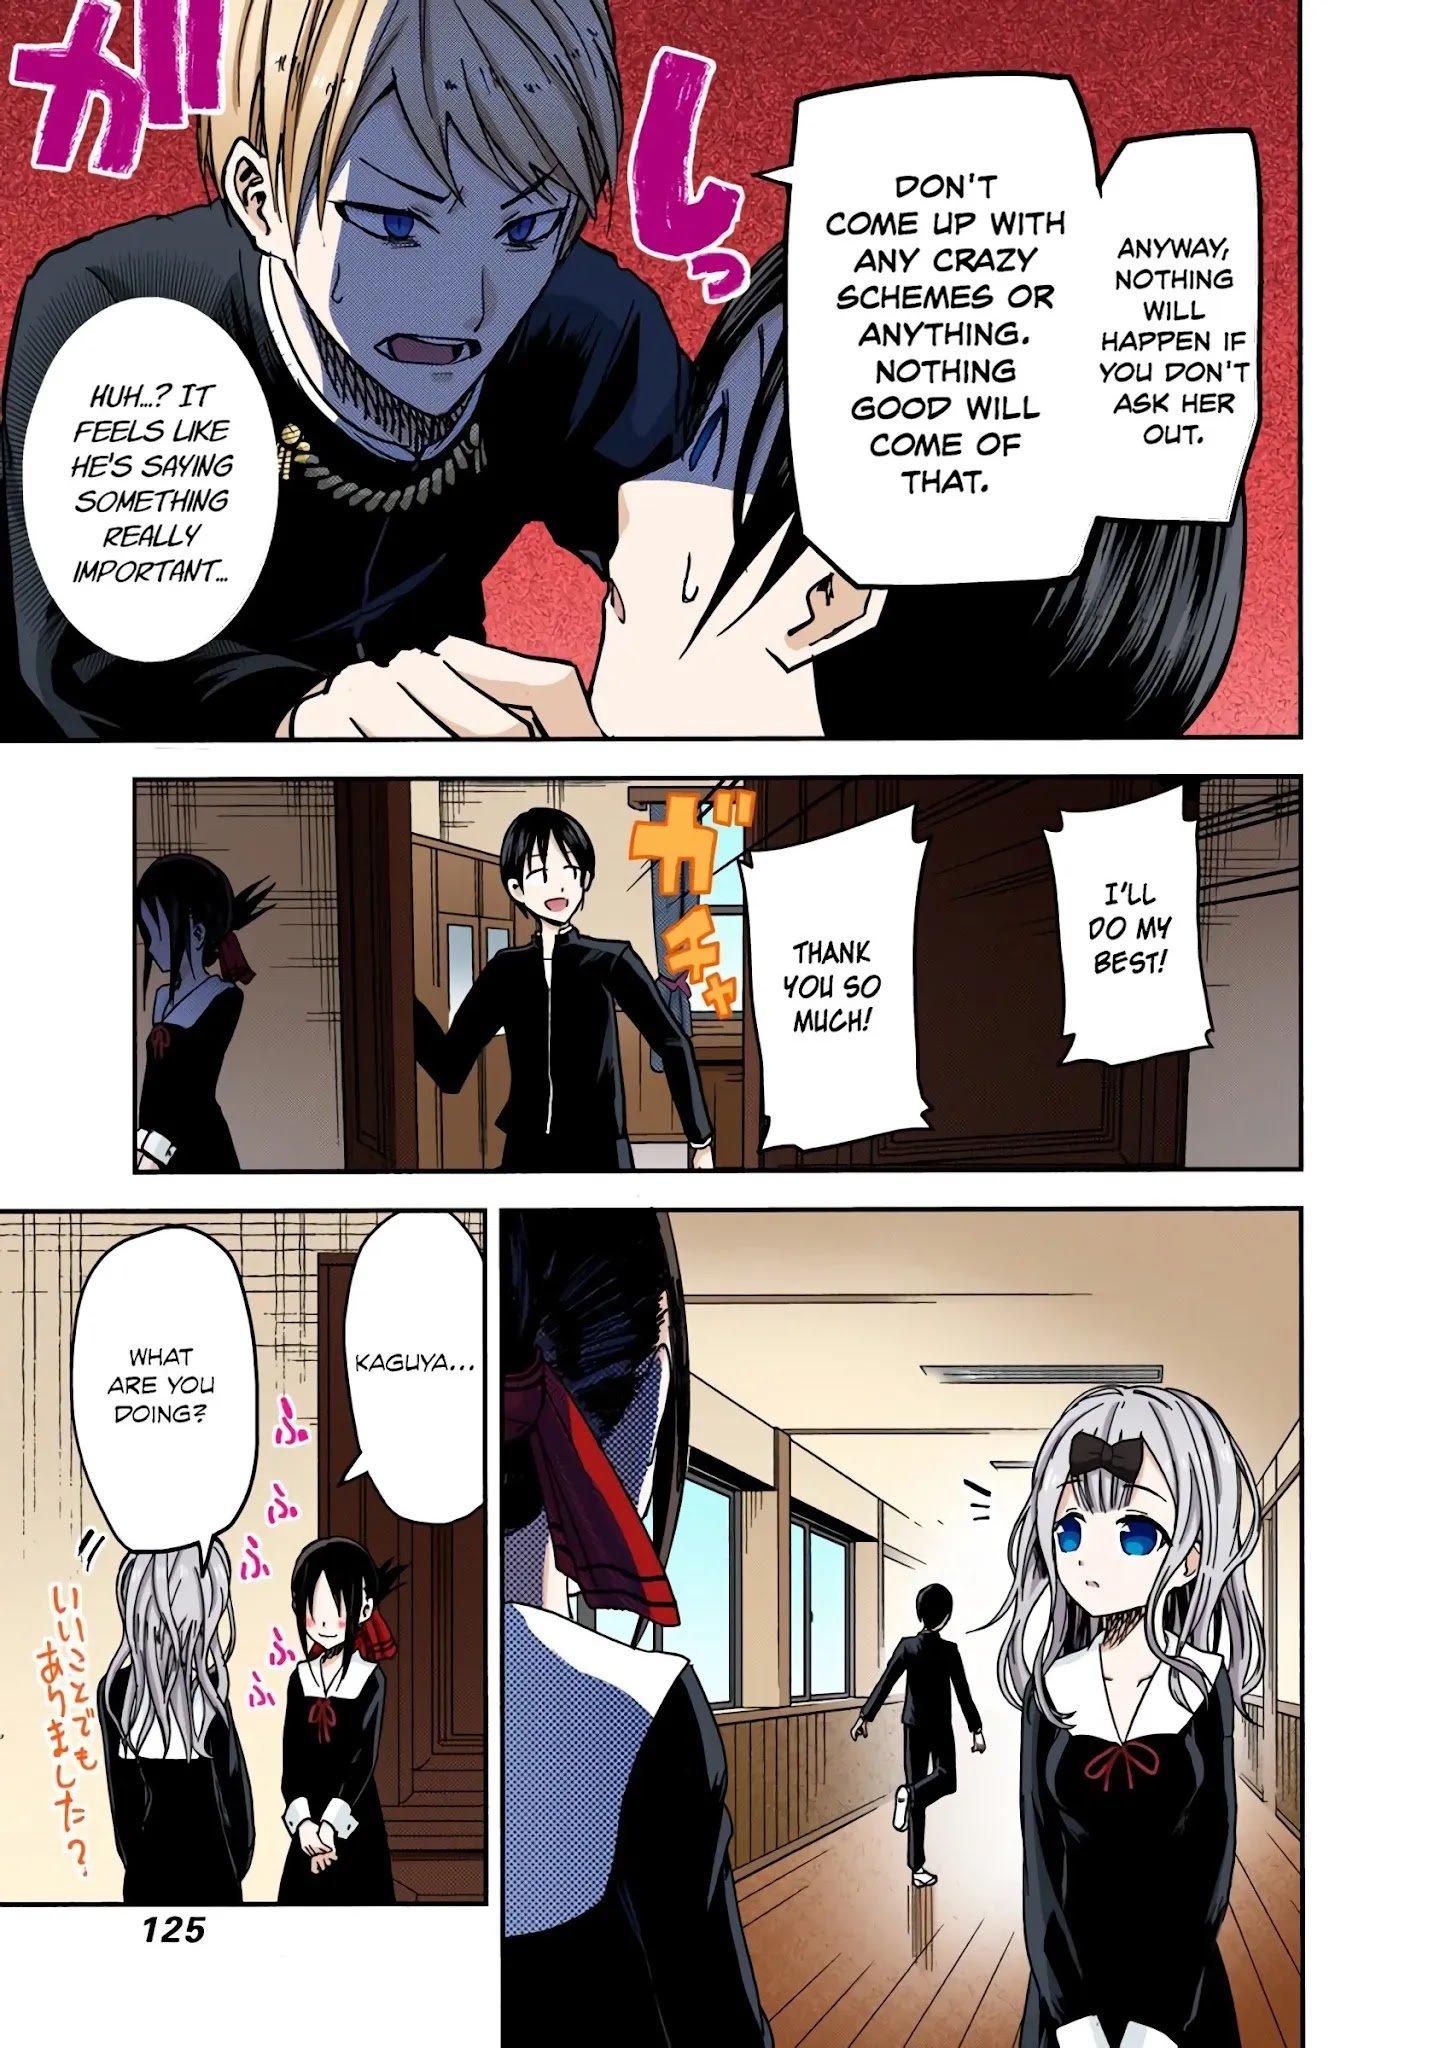 ガ
しっ
ANYWAY,
NOTHING
WILL
HAPPEN IF
YOU DON'T
ASK HER
OUT.
DON'T
COME UP WITH
ANY CRAZY
SCHEMES OR
ANYTHING.
NOTHING
GOOD WILL
COME OF
THAT.
HUH...? IT
FEELS LIKE
HE'S SAYING
SOMETHING
REALLY
IMPORTANT...
I'LL
DO MY
BEST!
THANK
YOU SO
MUCH!
ガチャ
KAGUYA...
WHAT
ARE YOU
DOING?
ふふふふふ
いいことでも
ありました?
125